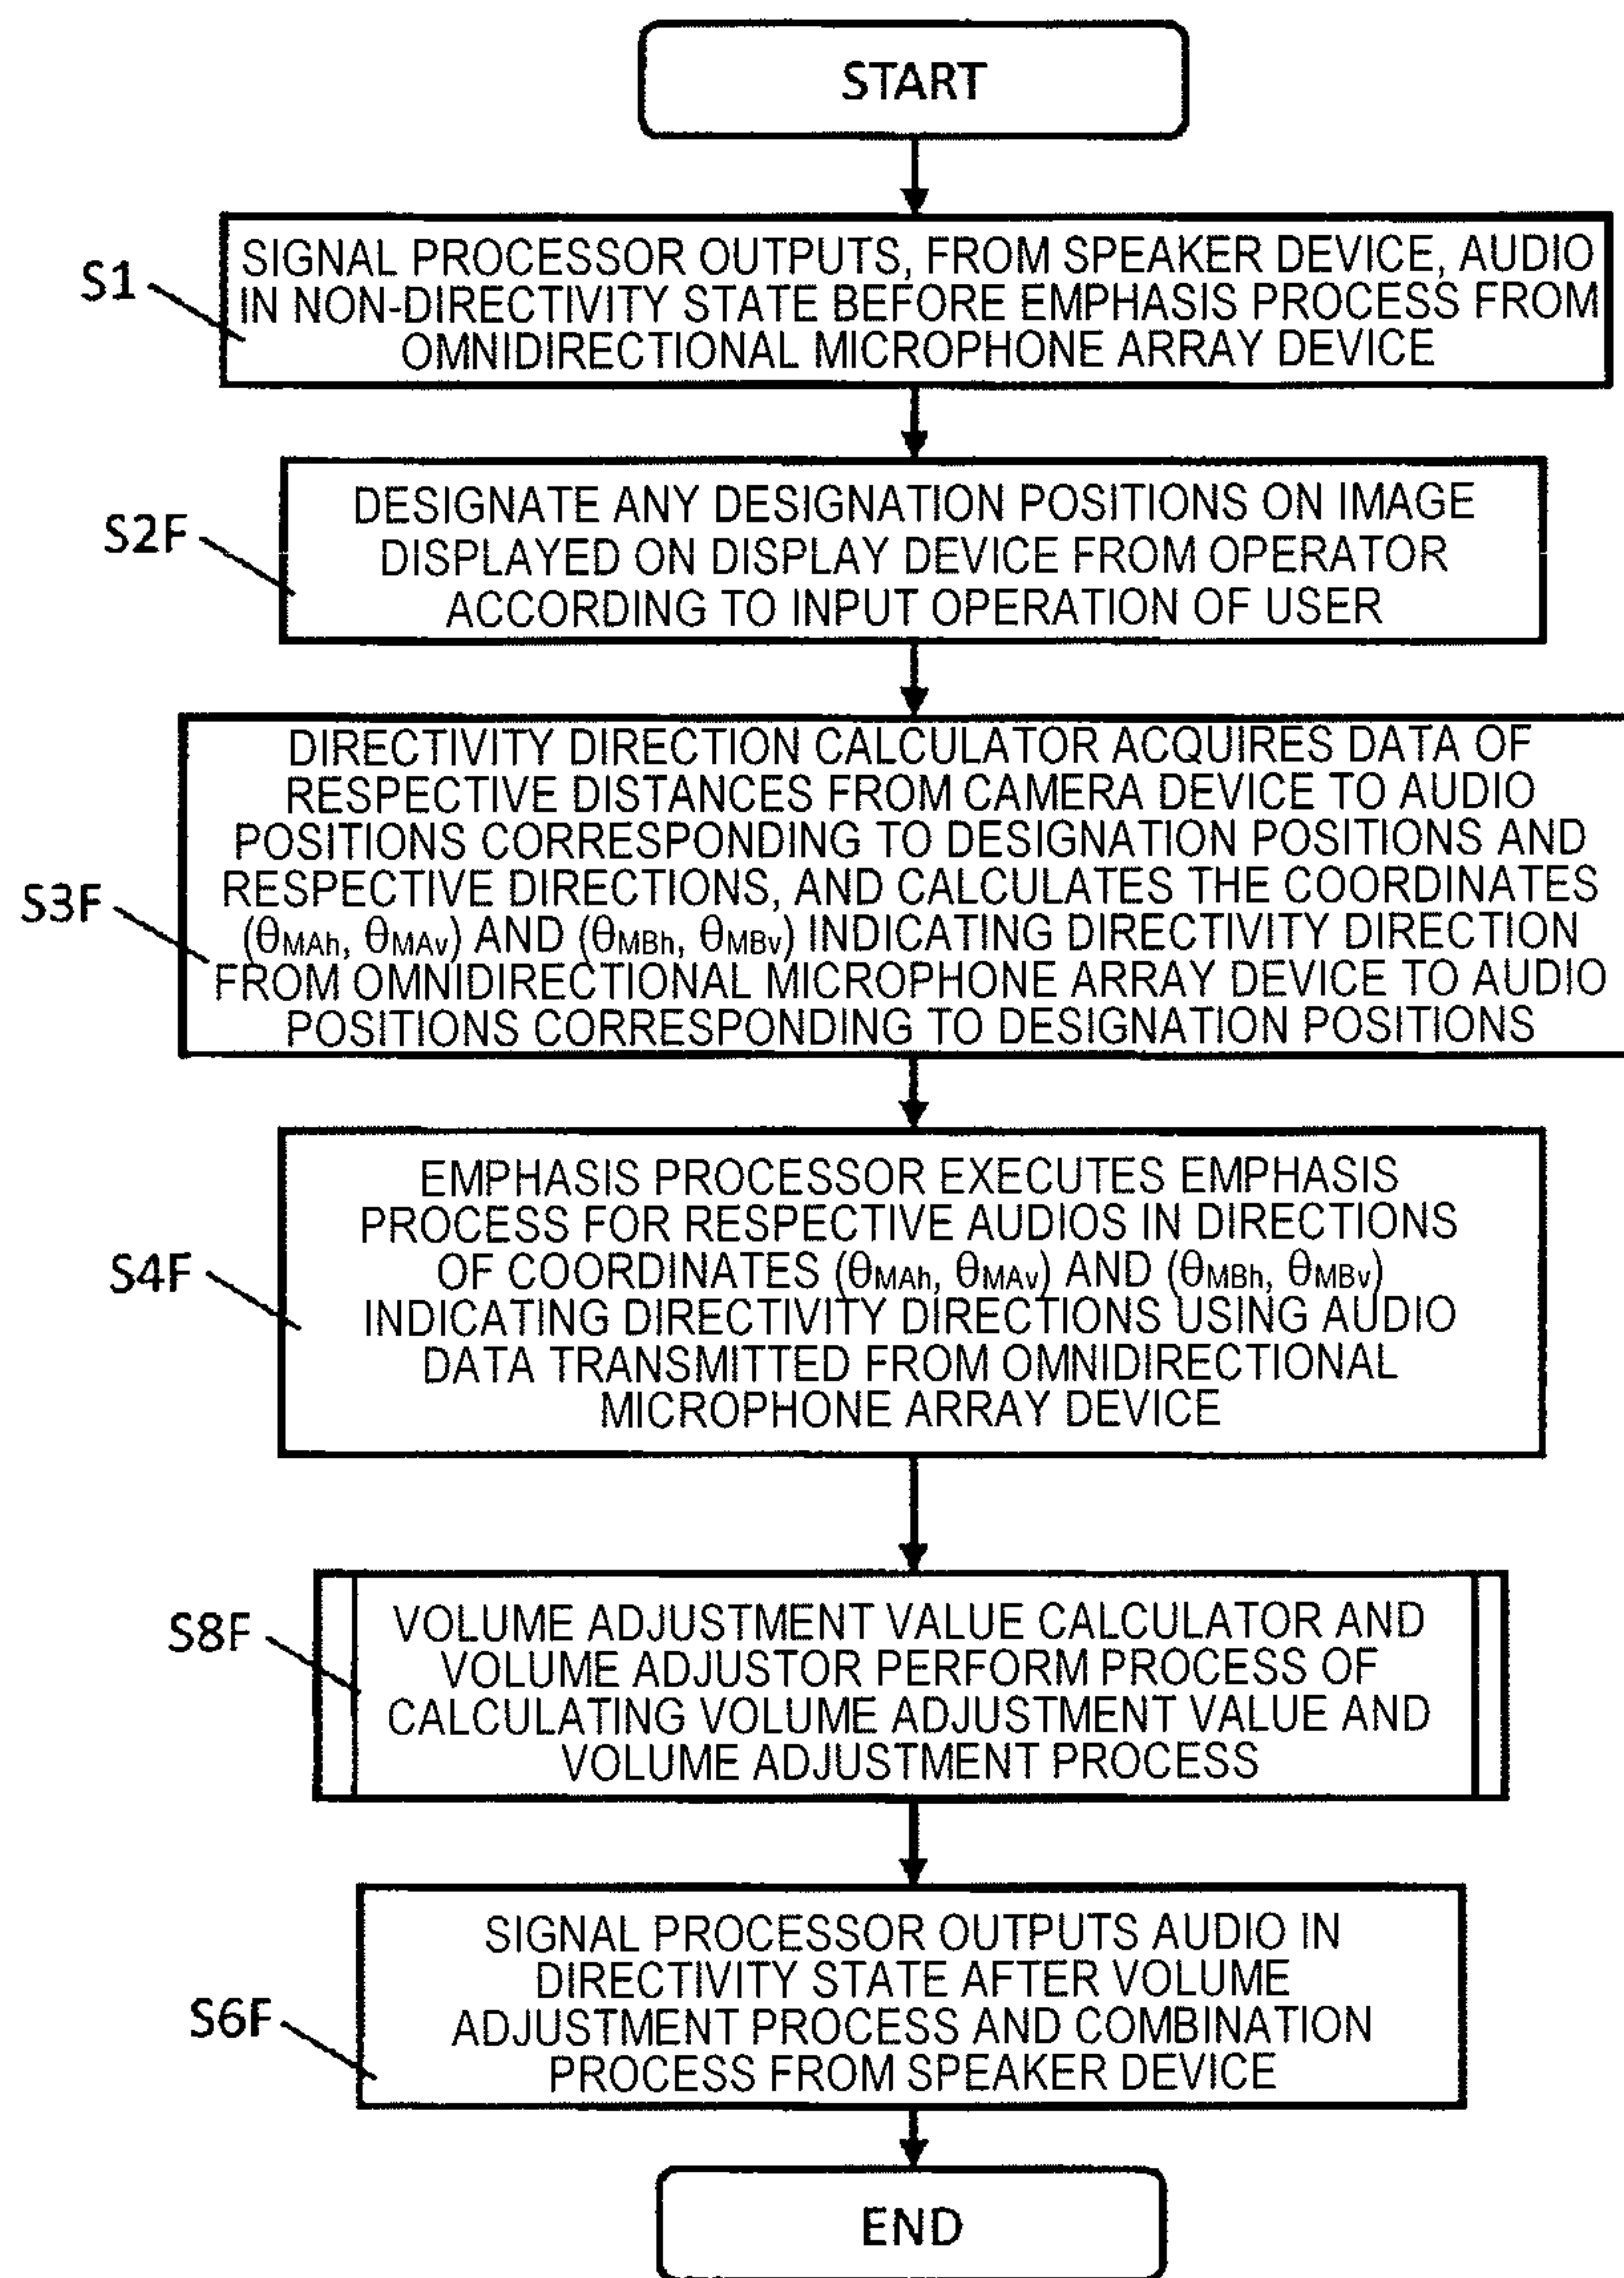 START
S1
SIGNAL PROCESSOR OUTPUTS, FROM SPEAKER DEVICE, AUDIO
IN NON-DIRECTIVITY STATE BEFORE EMPHASIS PROCESS FROM
OMNIDIRECTIONAL MICROPHONE ARRAY DEVICE
S2F
DESIGNATE ANY DESIGNATION POSITIONS ON IMAGE
DISPLAYED ON DISPLAY DEVICE FROM OPERATOR
ACCORDING TO INPUT OPERATION OF USER
S3F
DIRECTIVITY DIRECTION CALCULATOR ACQUIRES DATA OF
RESPECTIVE DISTANCES FROM CAMERA DEVICE TO AUDIO
POSITIONS CORRESPONDING TO DESIGNATION POSITIONS AND
RESPECTIVE DIRECTIONS, AND CALCULATES THE COORDINATES
(θMAh, θMAv) AND (θMBh, θMBv) INDICATING DIRECTIVITY DIRECTION
FROM OMNIDIRECTIONAL MICROPHONE ARRAY DEVICE TO AUDIO
POSITIONS CORRESPONDING TO DESIGNATION POSITIONS
S4F
EMPHASIS PROCESSOR EXECUTES EMPHASIS
PROCESS FOR RESPECTIVE AUDIOS IN DIRECTIONS
OF COORDINATES (θMAh, θMAv) AND (θMBh, θMBv)
INDICATING DIRECTIVITY DIRECTIONS USING AUDIO
DATA TRANSMITTED FROM OMNIDIRECTIONAL
MICROPHONE ARRAY DEVICE
S8F
VOLUME ADJUSTMENT VALUE CALCULATOR AND
VOLUME ADJUSTOR PERFORM PROCESS OF
CALCULATING VOLUME ADJUSTMENT VALUE AND
VOLUME ADJUSTMENT PROCESS
S6F
SIGNAL PROCESSOR OUTPUTS AUDIO IN
DIRECTIVITY STATE AFTER VOLUME
ADJUSTMENT PROCESS AND COMBINATION
PROCESS FROM SPEAKER DEVICE
END